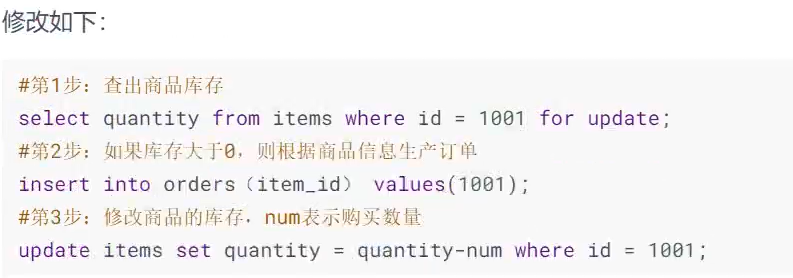 修改如下：
#第1步：查出商品库存
select quantity from items where id = 1001 for update;
#第2步：如果库存大于0，则根据商品信息生产订单
insert into orders（item_id） values(1001);
#第3步：修改商品的库存，num表示购买数量
update items set quantity = quantity-num where id = 1001;